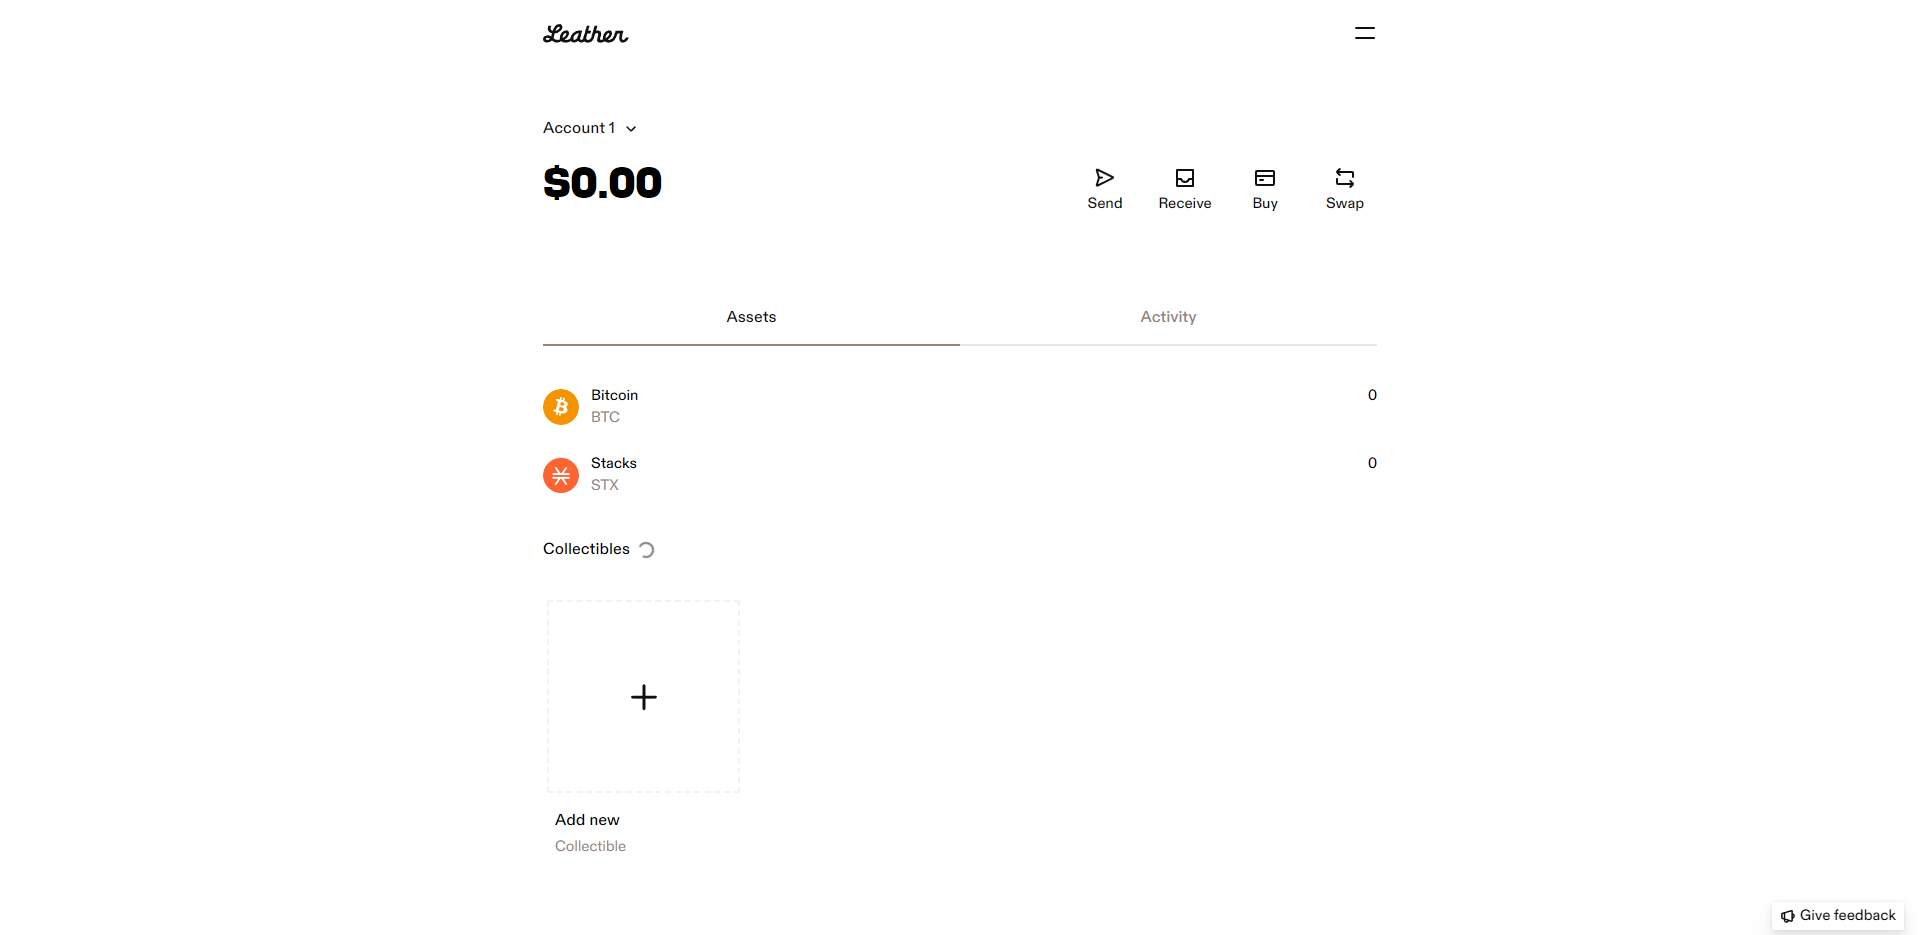 Leather
Account 1
$0.00
Send Receive Buy Swap
Assets Activity
Bitcoin 0
BTC
Stacks 0
STX
Collectibles
Add new
Collectible
Give feedback